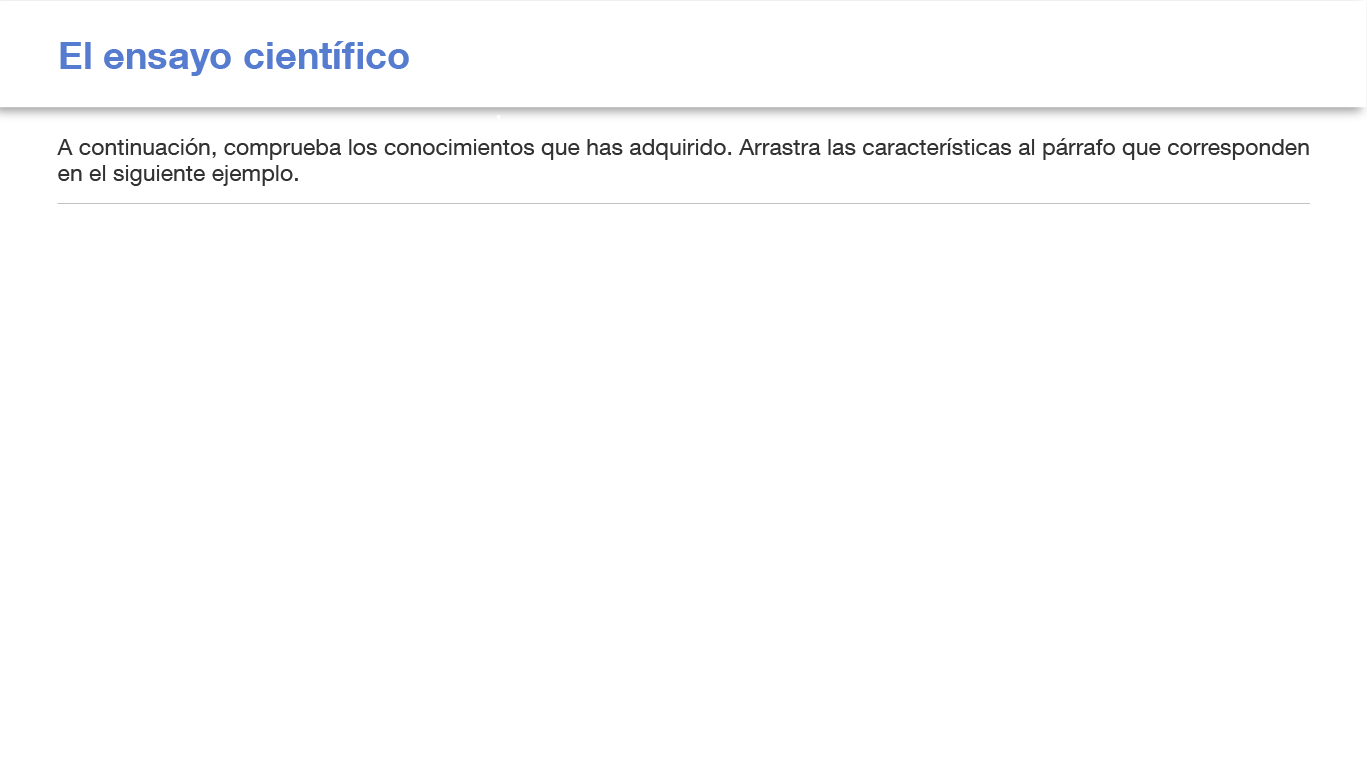 El ensayo científico
A continuación, comprueba los conocimientos que has adquirido. Arrastra las características al párrafo que corresponden
en el siguiente ejemplo.